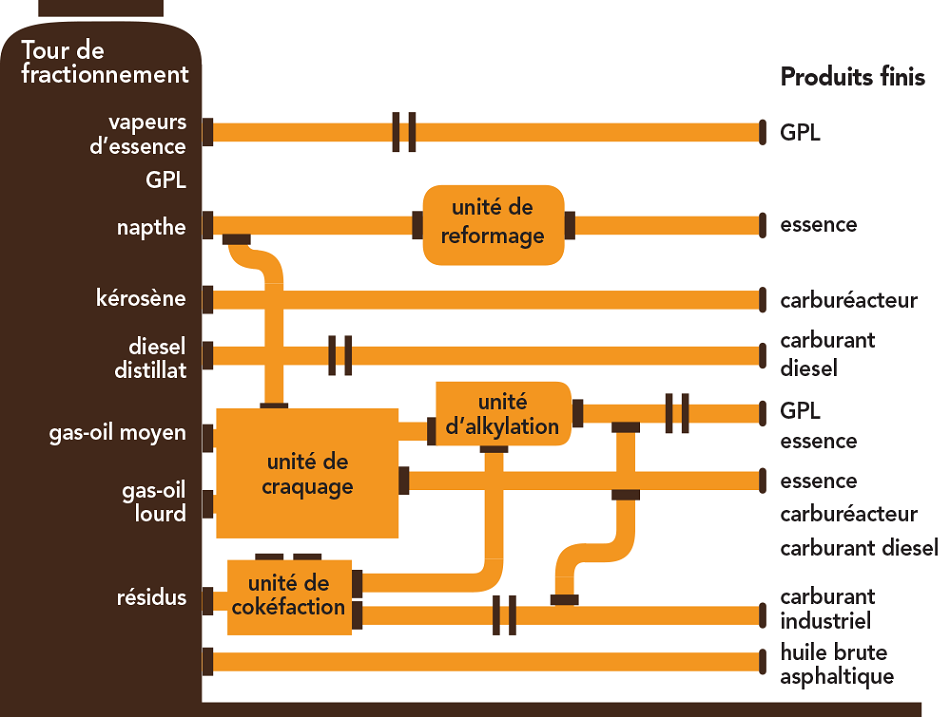 Tour de
fractionnement
Produits finis
vapeurs
d'essence
GPL
GPL
napthe
unité de
reformage
essence
kérosène
carburéacteur
diesel
distillat
carburant
diesel
gas-oil moyen
unité
d'alkylation
GPL
essence
unité de
craquage
essence
gas-oil
lourd
carburéacteur
carburant diesel
résidus
unité de
cokéfaction
carburant
industriel
huile brute
asphaltique